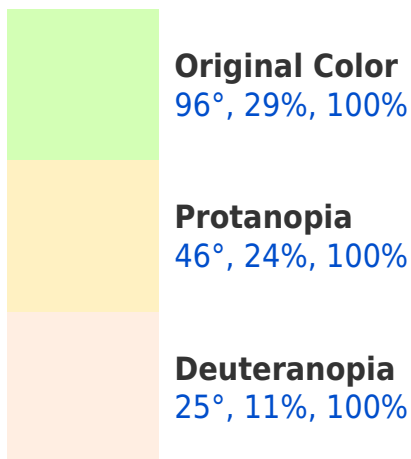 Original Color
96°, 29%, 100%
Protanopia
46°, 24%, 100%
Deuteranopia
25°, 11%, 100%